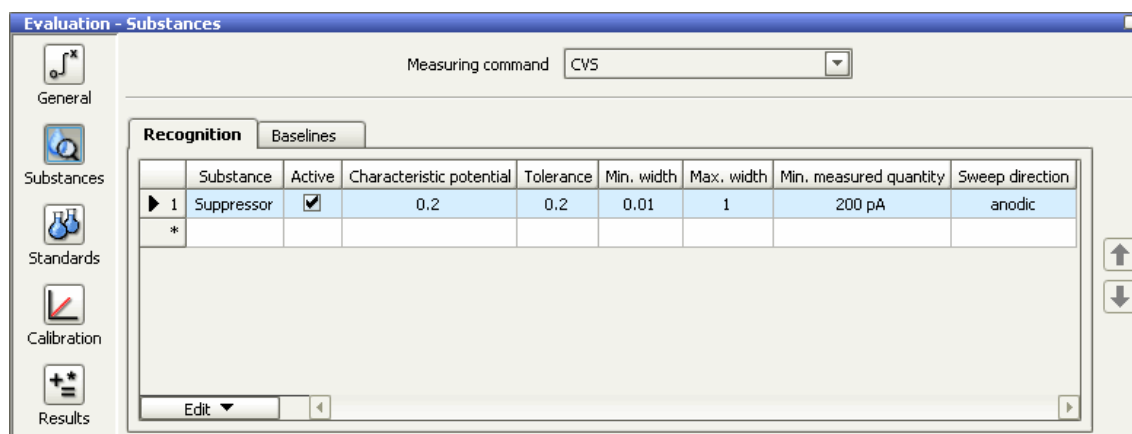 Evaluation - Substances
General
Substances
Standards
Calibration
Results
Measuring command CVS
Recognition Baselines
Substance Active Characteristic potential Tolerance Min. width Max. width Min. measured quantity Sweep direction
1 Suppressor 0.2 0.2 0.01 1 200 pA anodic
*
Edit